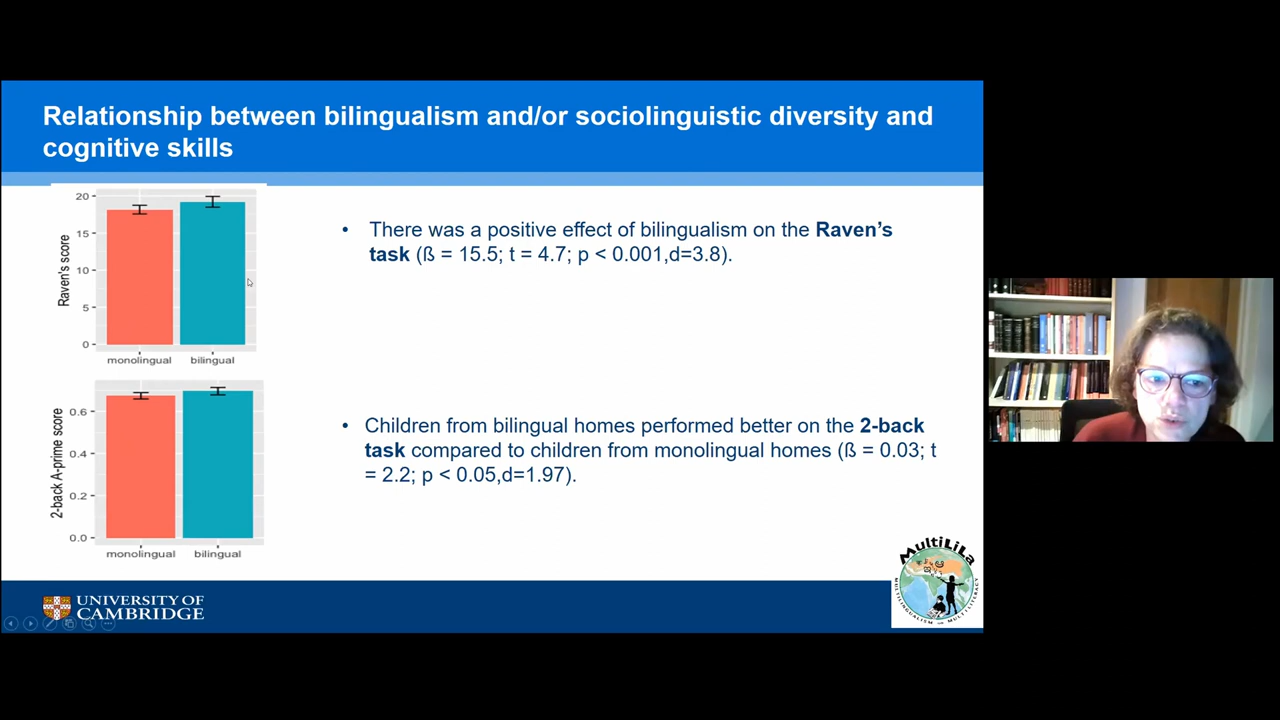 Relationship between bilingualism and/or sociolinguistic diversity and
cognitive skills
20
15
10
5
0
Raven's score
monolingual
bilingual
• There was a positive effect of bilingualism on the Raven's
task (ß = 15.5; t = 4.7; p < 0.001,d=3.8).
0.6
0.4
0.2
0.0
2-back A-prime score
monolingual
bilingual
• Children from bilingual homes performed better on the 2-back
task compared to children from monolingual homes (ß = 0.03; t
= 2.2; p < 0.05,d=1.97).
UNIVERSITY OF
CAMBRIDGE
MultiLiLa